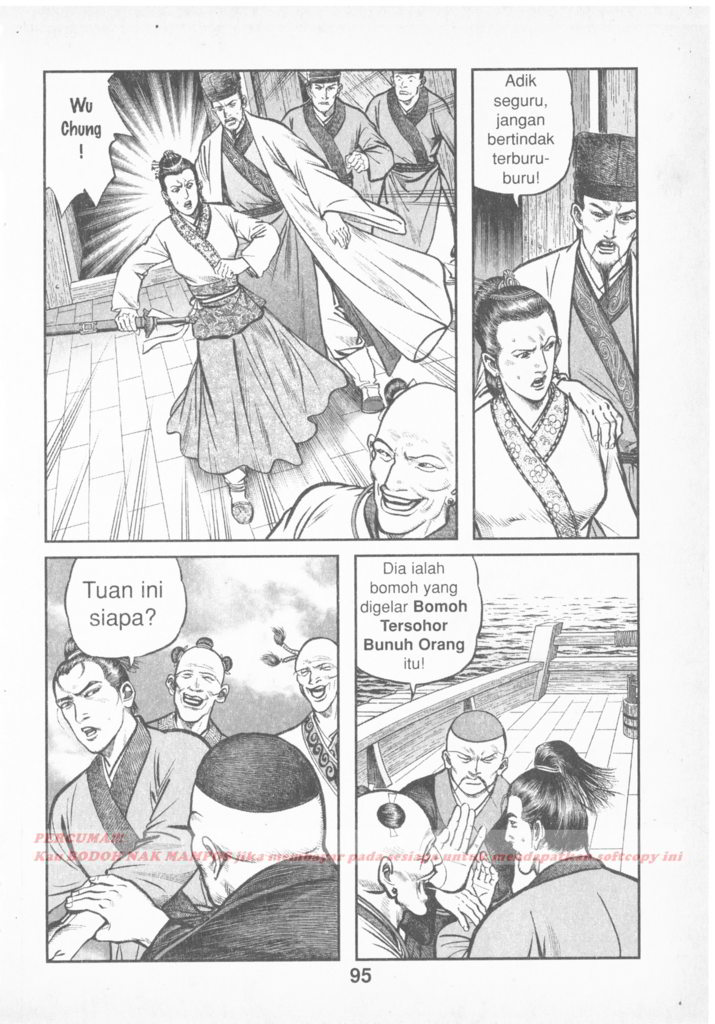 Wu
Chung
!
Adik
seguru,
jangan
bertindak
terburu-
buru!
Tuan ini
siapa?
Dia ialah
bomoh yang
digelar Bomoh
Tersohor
Bunuh Orang
itu!
PERCUMA!!!
Kau BODOH NAK MAMPUS jika membayar pada sesiapa untuk mendapatkan softcopy ini
95